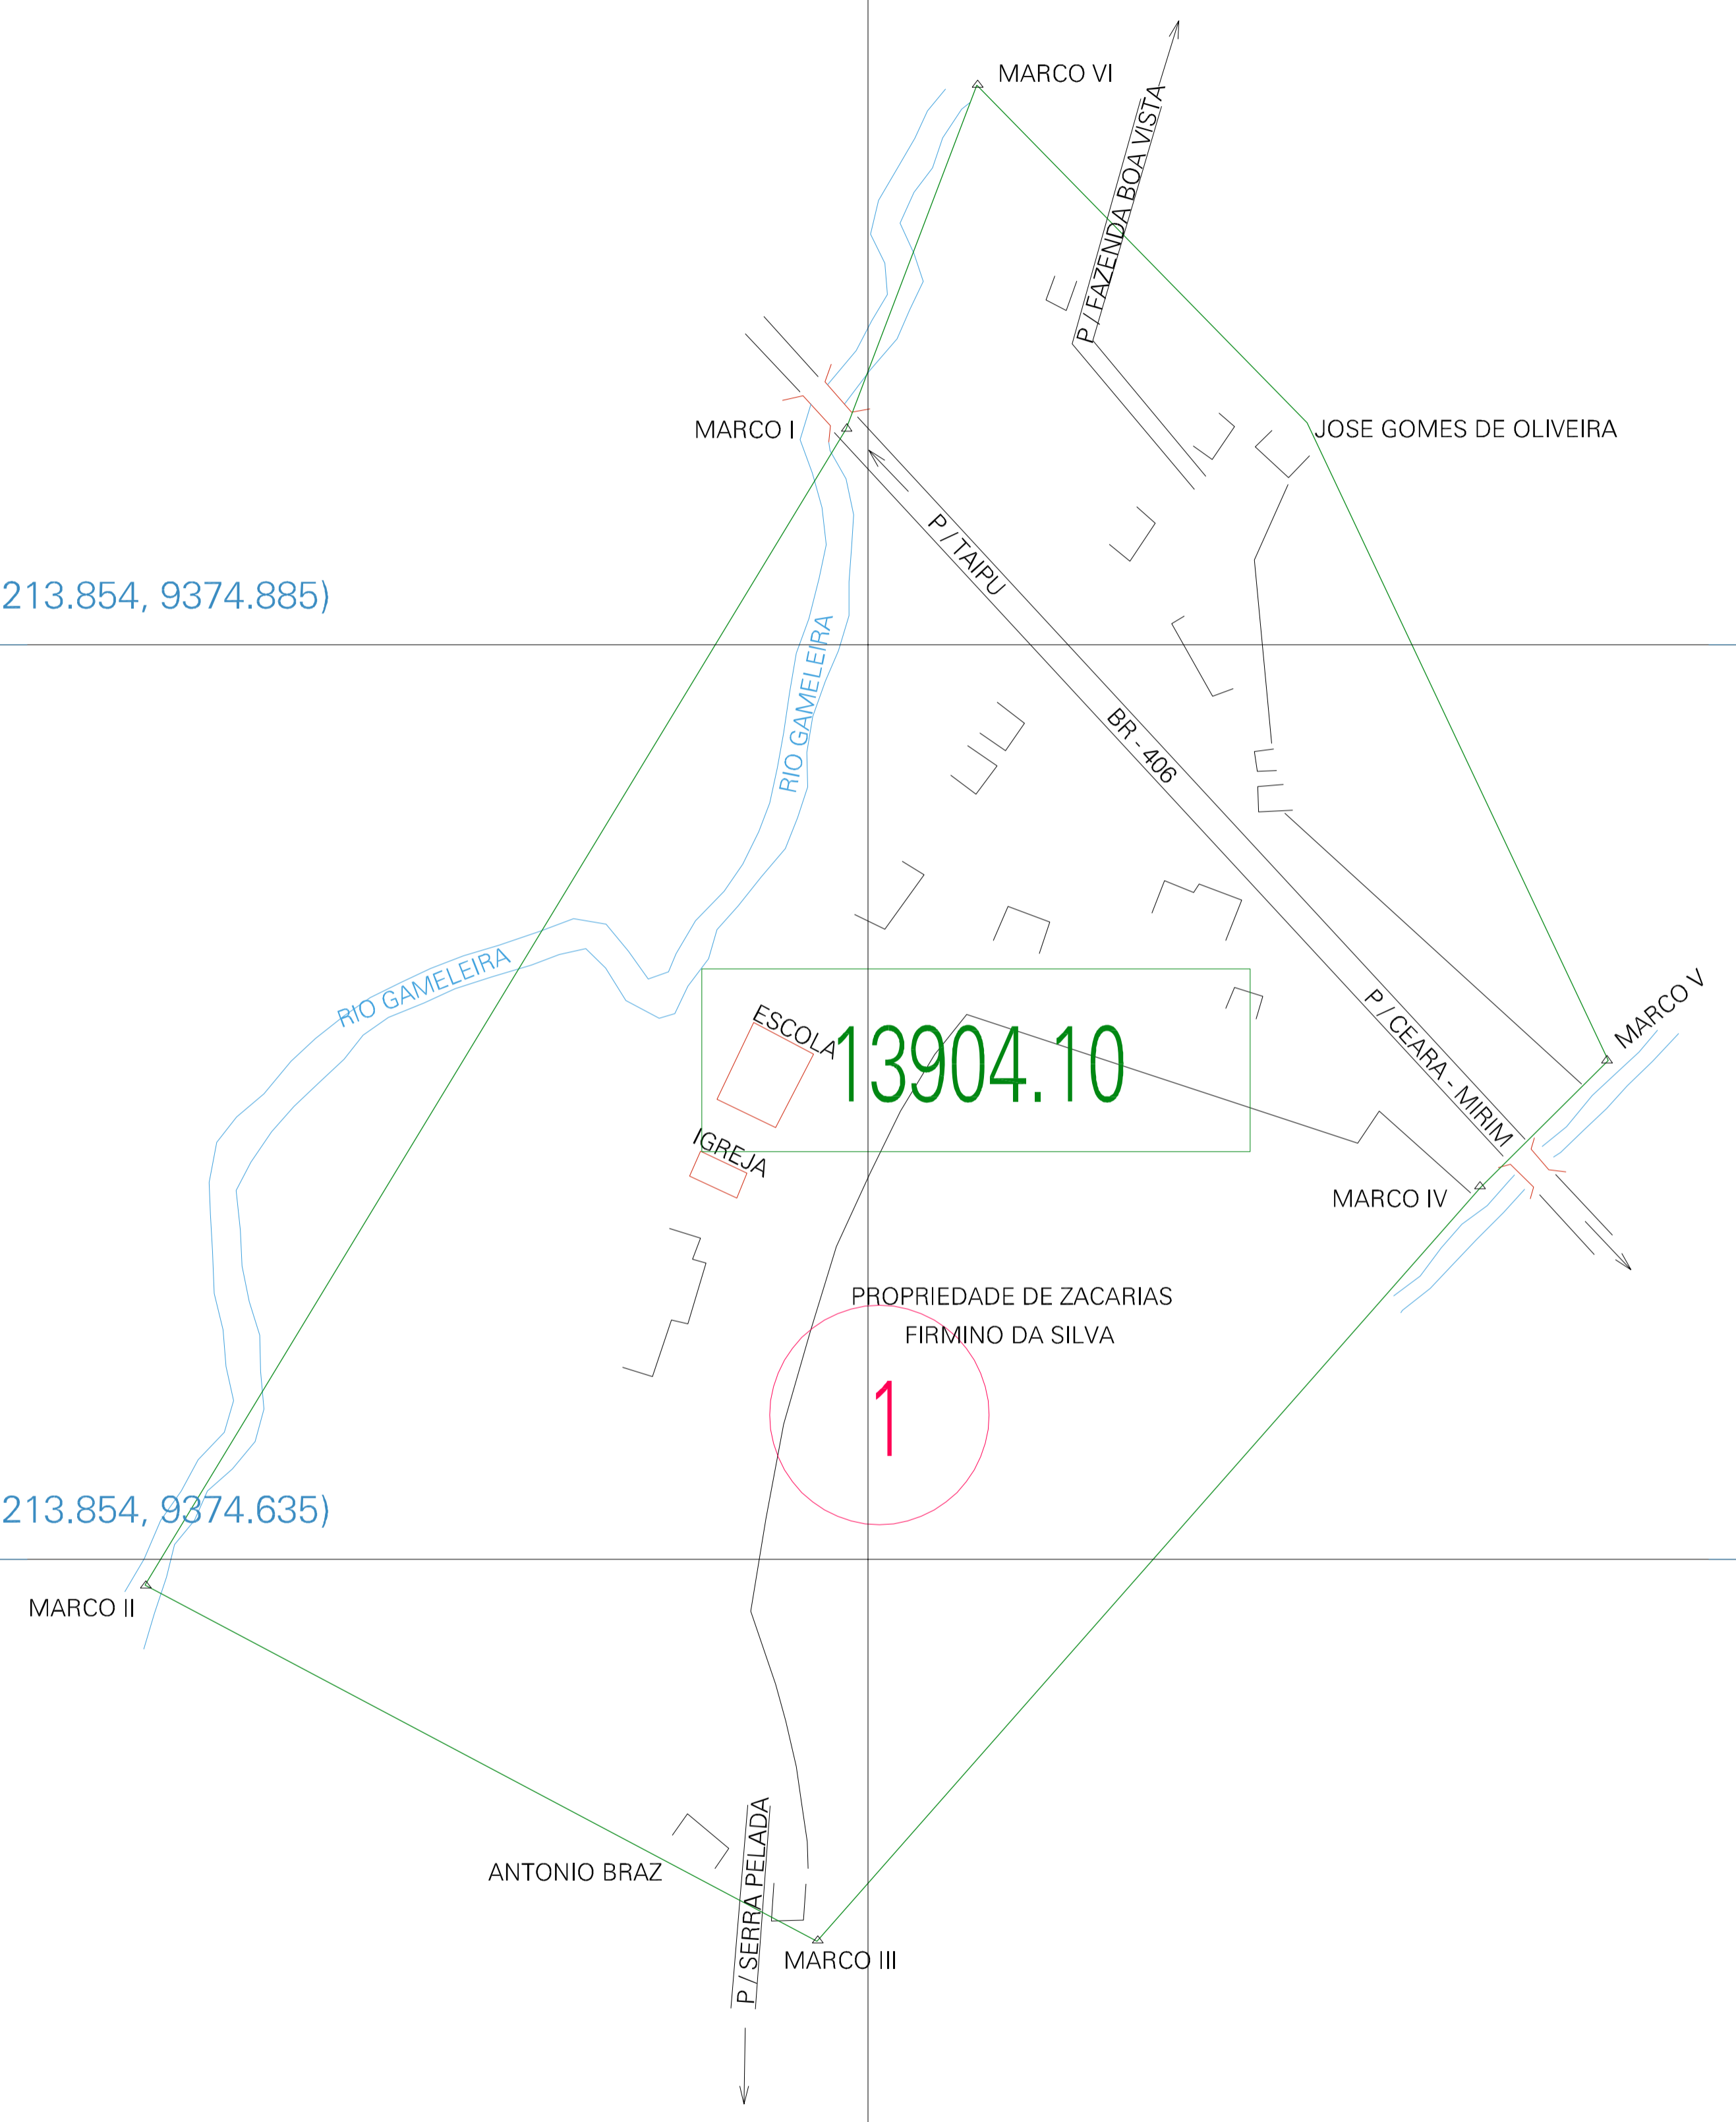 MARCO VI
P / FAZENDA BOA VISTA
MARCO I
JOSE GOMES DE OLIVEIRA
P / TAIPU
213.854, 9374.885)
RIO GAMELEIRA
BR - 406
RIO GAMELEIRA
MARCO V
ESCOLA
13904.10
P / CEARA - MIRIM
IGREJA
MARCO IV
PROPRIEDADE DE ZACARIAS
FIRMINO DA SILVA
1
213.854, 9374.635)
MARCO II
P / SERRA PELADA
ANTONIO BRAZ
MARCO III